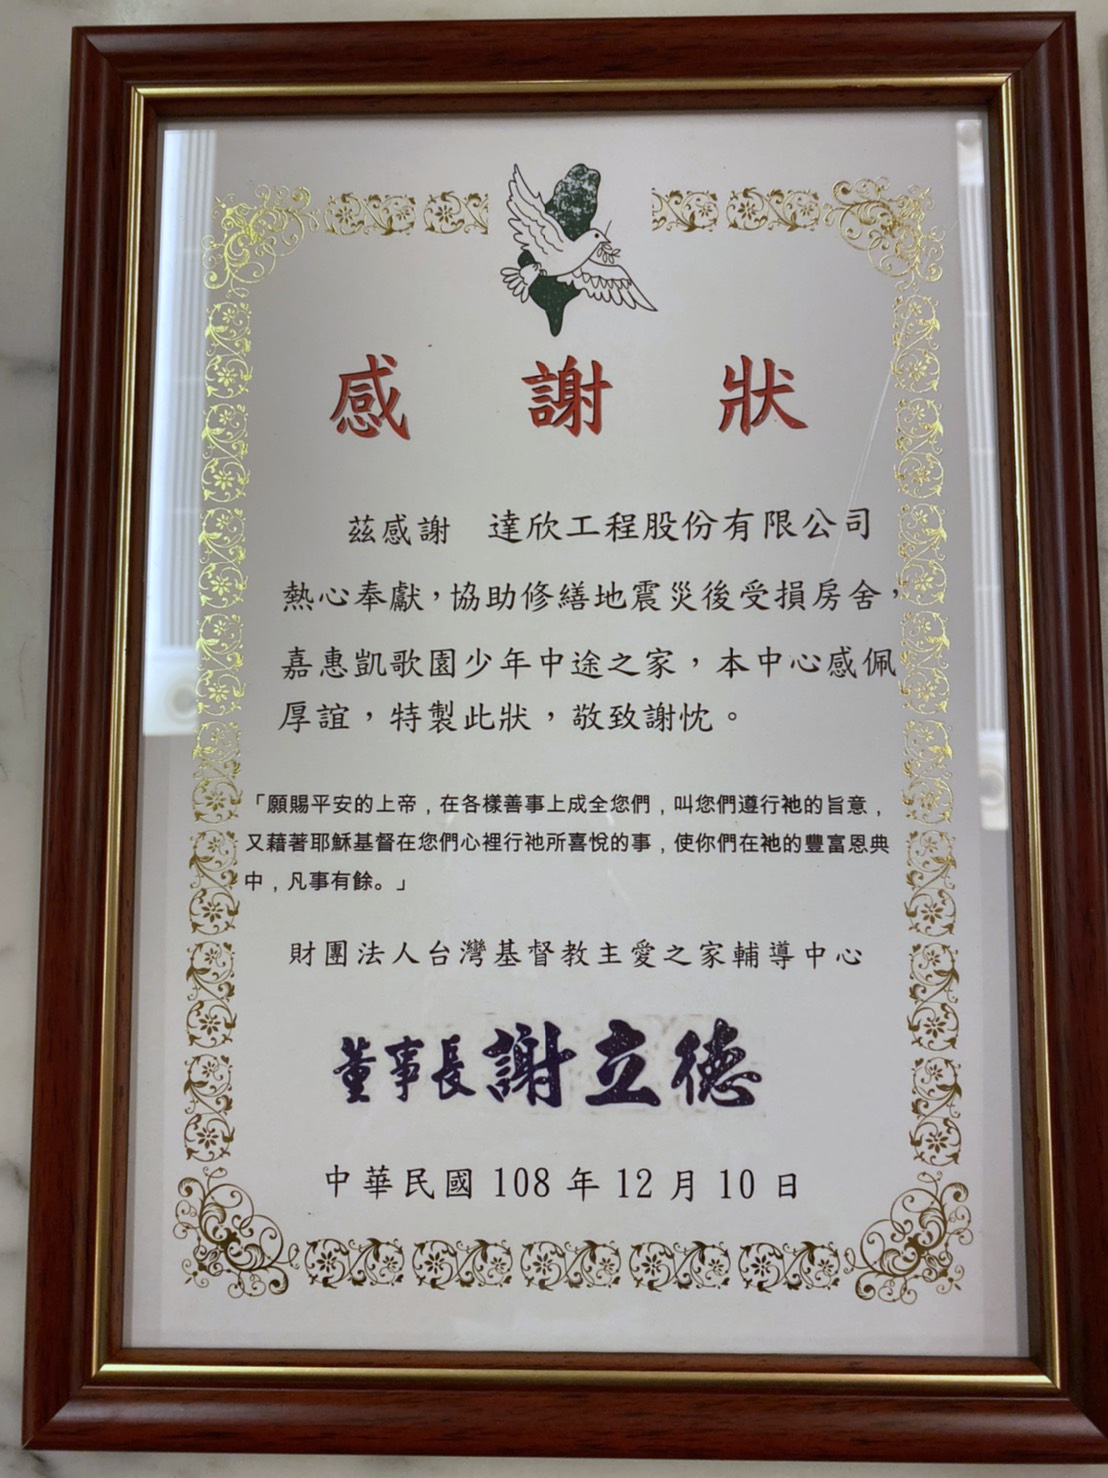 感謝狀
茲感謝 達欣工程股份有限公司
熱心奉獻，協助修繕地震災後受損房舍，
嘉惠凱歌園少年中途之家，本中心感佩
厚誼，特製此狀，敬致謝忱。
「願賜平安的上帝，在各樣善事上成全您們，叫您們遵行祂的旨意，
又藉著耶穌基督在您們心裡行祂所喜悅的事，使你們在祂的豐富恩典
中，凡事有餘。」
財團法人台灣基督教主愛之家輔導中心
董事長謝立德
中華民國 108 年 12 月 10 日